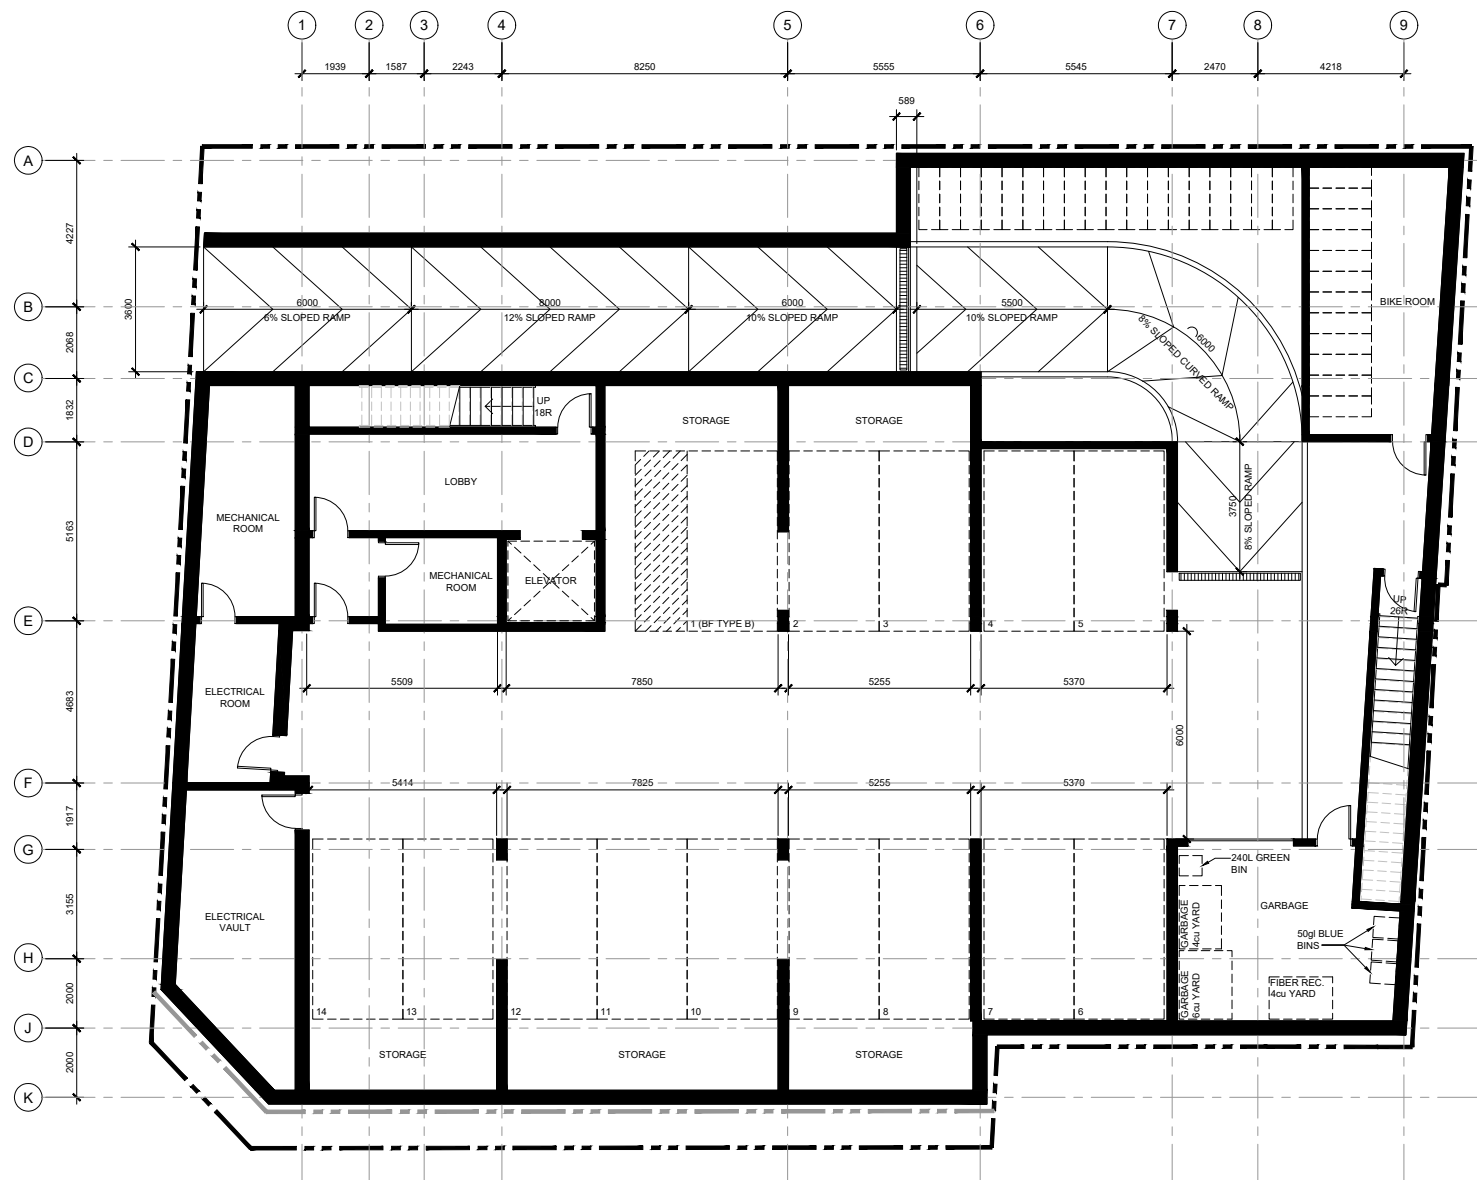 1 2 3 4 5 6 7 8 9
1939 1587 2243 8250 5555 5545 2470 4218
589
A
4227
3600
B
6000 8000 6000 5500
6% SLOPED RAMP 12% SLOPED RAMP 10% SLOPED RAMP 10% SLOPED RAMP
6000
8% SLOPED CURVED RAMP
BIKE ROOM
2068
C
1832
UP
18R
STORAGE STORAGE
D
LOBBY
3750
8% SLOPED RAMP
5163
MECHANICAL
ROOM
MECHANICAL
ROOM
ELEVATOR
UP
26R
E
1 (BF TYPE B) 2 3 4 5
4683
ELECTRICAL
ROOM
5509 7850 5255 5370
6000
F
5414 7825 5255 5370
1917
G
240L GREEN
BIN
3155
ELECTRICAL
VAULT
GARBAGE
4cu YARD
GARBAGE
50gl BLUE
BINS
H
GARBAGE
6cu YARD
FIBER REC.
4cu YARD
2000
14 13 12 11 10 9 8 7 6
J
2000
STORAGE STORAGE STORAGE
K